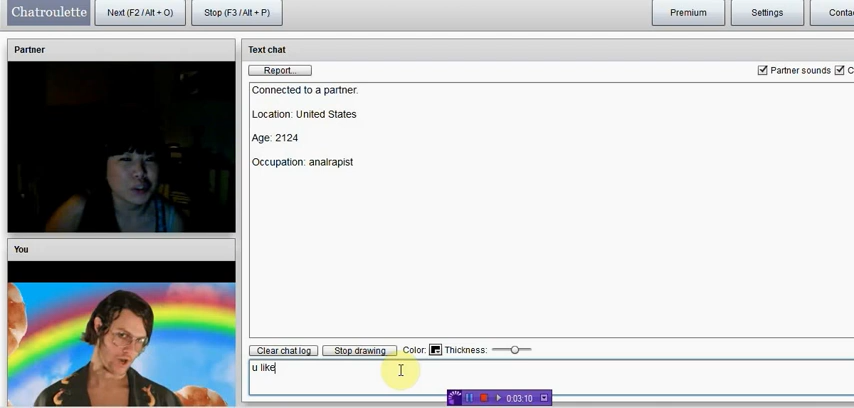 Chatroulette
Next (F2 / Alt + O)
Stop (F3 / Alt + P)
Premium
Settings
Partner
Text chat
Report...
Partner sounds
Connected to a partner.
Location: United States
Age: 2124
Occupation: analrapist
You
Clear chat log
Stop drawing
Color:
Thickness:
u like
0:03:10